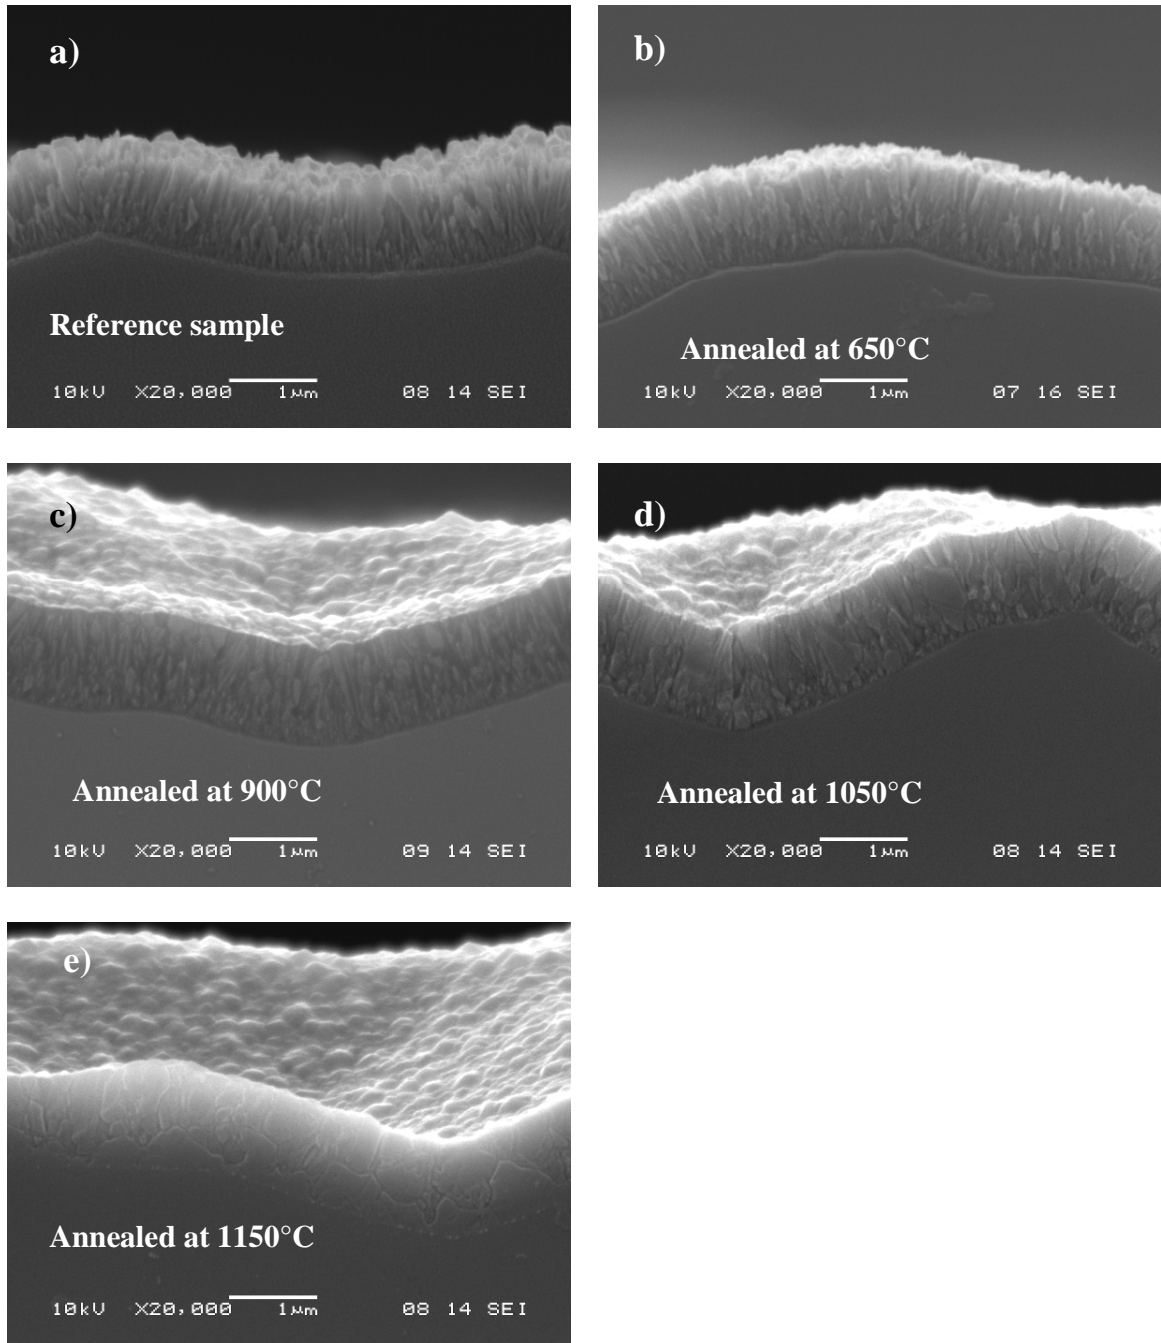 a)
Reference sample
10kV X20,000 1μm 08 14 SEI
b)
Annealed at 650°C
10kV X20,000 1μm 07 16 SEI
c)
Annealed at 900°C
10kV X20,000 1μm 09 14 SEI
d)
Annealed at 1050°C
10kV X20,000 1μm 08 14 SEI
e)
Annealed at 1150°C
10kV X20,000 1μm 08 14 SEI